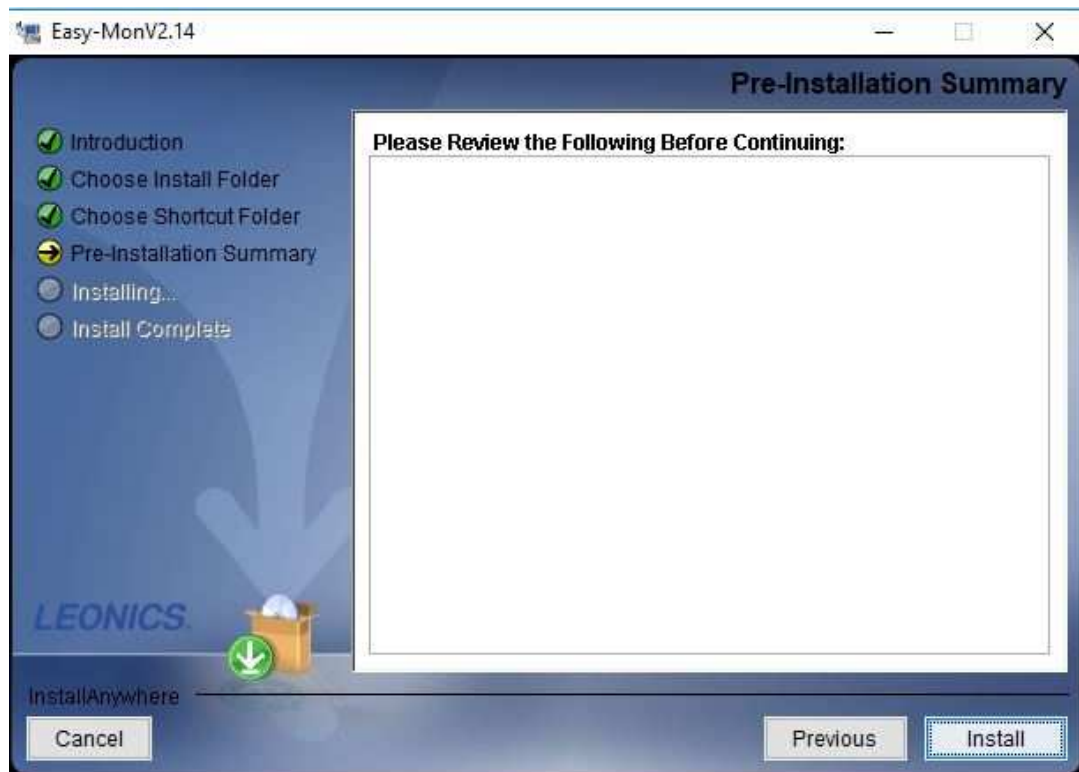 Easy-MonV2.14
Pre-Installation Summary
Introduction
Choose Install Folder
Choose Shortcut Folder
Pre-Installation Summary
Installing...
Install Complete
Please Review the Following Before Continuing:
LEONICS
InstallAnywhere
Cancel
Previous
Install